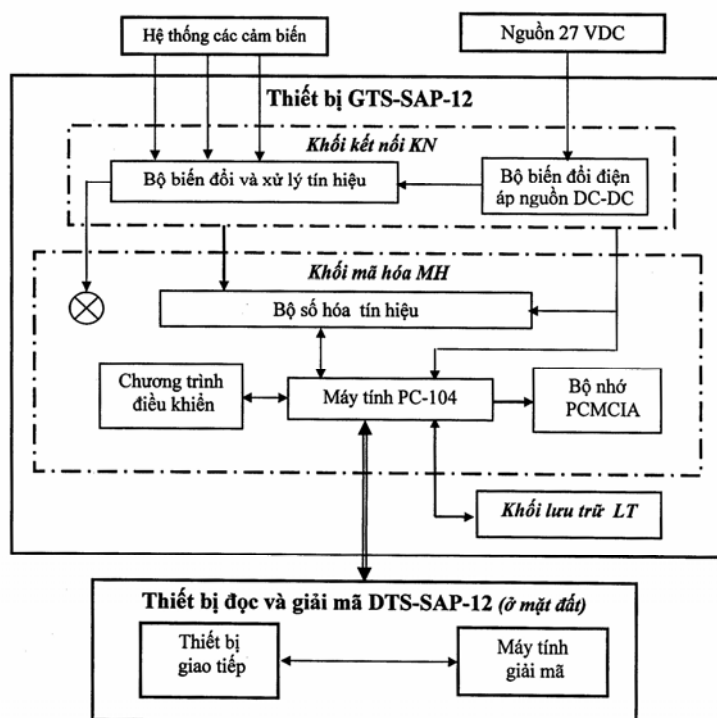 Hệ thống các cảm biến
Nguồn 27 VDC
Thiết bị GTS-SAP-12
Khối kết nối KN
Bộ biến đổi và xử lý tín hiệu
Bộ biến đổi điện
áp nguồn DC-DC
Khối mã hóa MH
Bộ số hóa tín hiệu
Chương trình
điều khiển
Máy tính PC-104
Bộ nhớ
PCMCIA
Khối lưu trữ LT
Thiết bị đọc và giải mã DTS-SAP-12 (ở mặt đất)
Thiết bị
giao tiếp
Máy tính
giải mã